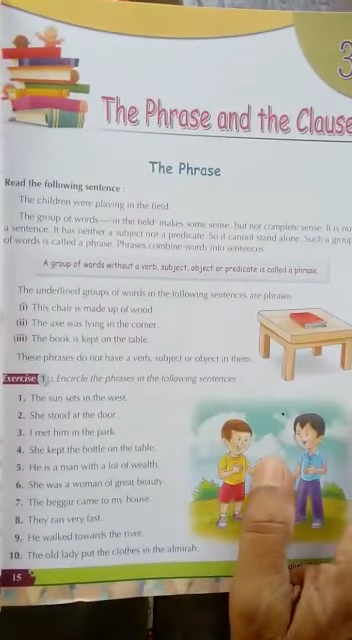 3
The Phrase and the Clause
The Phrase
Read the following sentence :
The children were playing in the field.
The group of words—'in the field' makes some sense, but not complete sense. It is no
a sentence. It has neither a subject nor a predicate. So it cannot stand alone. Such a group
of words is called a phrase. Phrases combine words into sentences.
A group of words without a verb, subject, object or predicate is called a phrase.
The underlined groups of words in the following sentences are phrases.
(i) This chair is made up of wood.
(ii) The axe was lying in the corner.
(iii) The book is kept on the table.
These phrases do not have a verb, subject or object in them.
Exercise 1 : Encircle the phrases in the following sentences :
1. The sun sets in the west.
2. She stood at the door.
3. I met him in the park.
4. She kept the bottle on the table.
5. He is a man with a lot of wealth.
6. She was a woman of great beauty.
7. The beggar came to my house.
8. They ran very fast.
9. He walked towards the river.
10. The old lady put the clothes in the almirah.
15